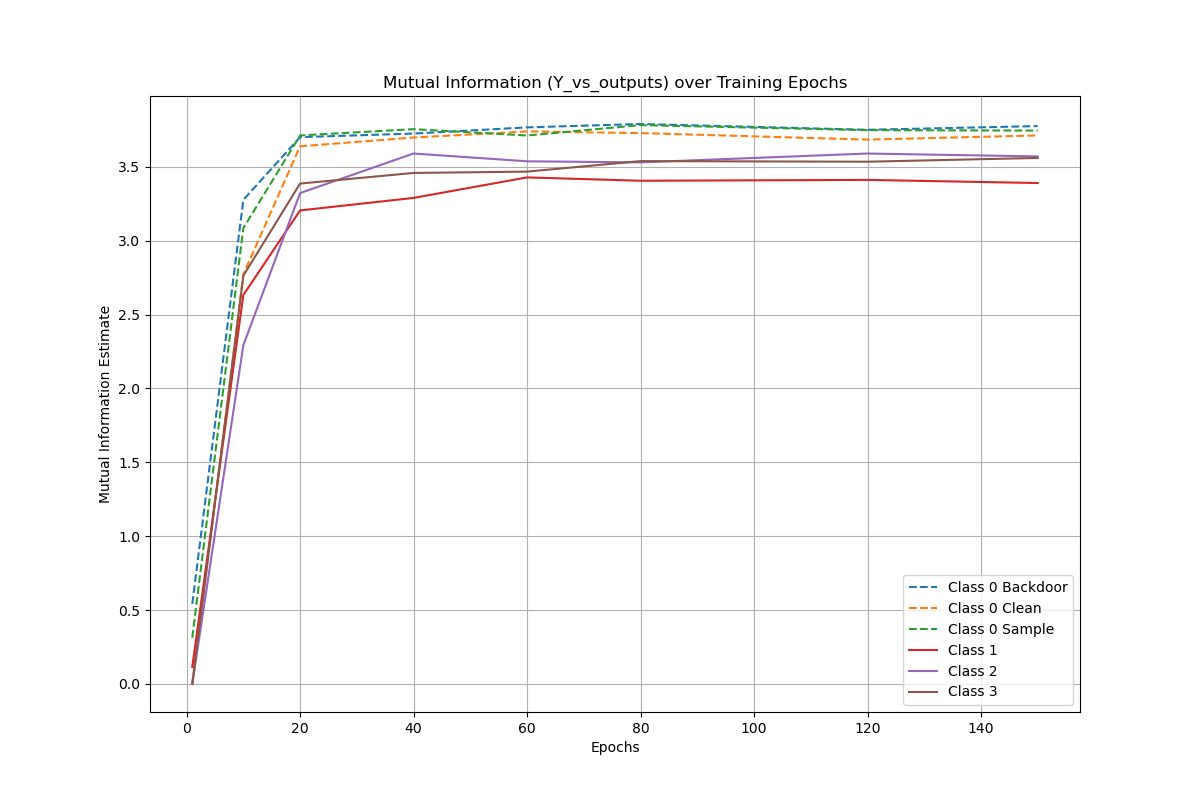 Mutual Information (Y_vs_outputs) over Training Epochs
Mutual Information Estimate
3.5
3.0
2.5
2.0
1.5
1.0
0.5
0.0
0 20 40 60 80 100 120 140
Epochs
Class 0 Backdoor
Class 0 Clean
Class 0 Sample
Class 1
Class 2
Class 3